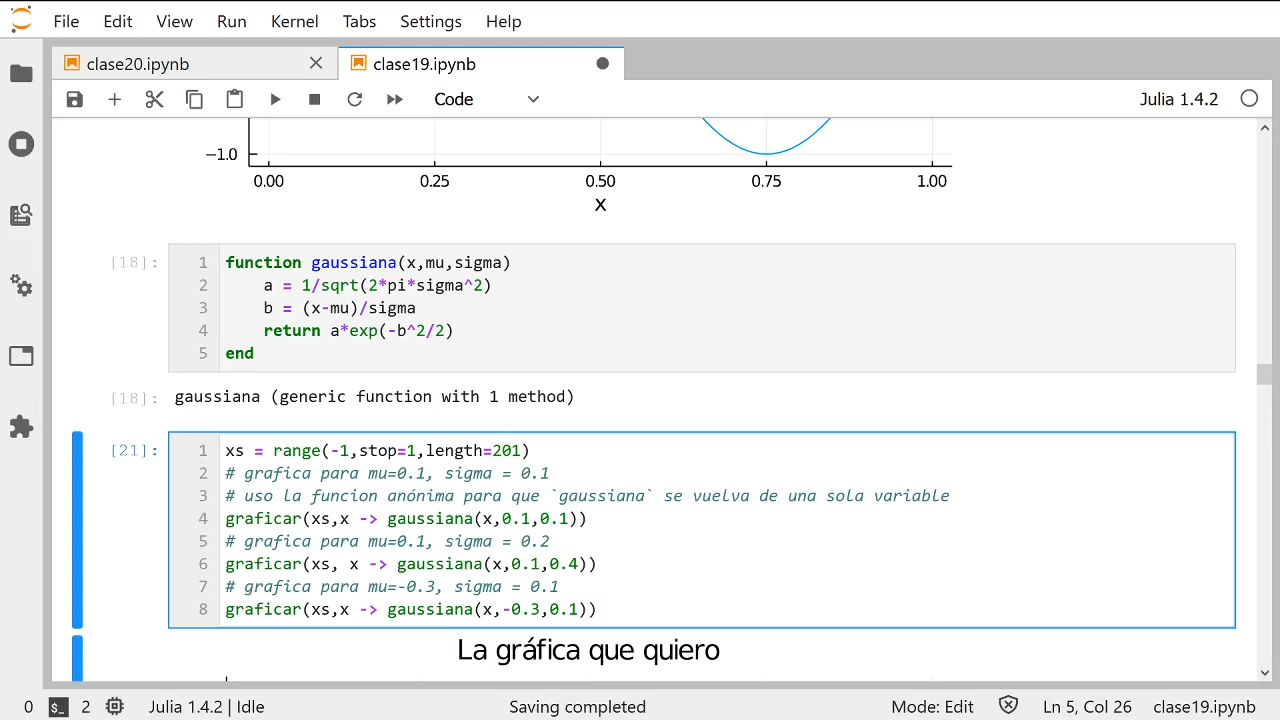 File Edit View Run Kernel Tabs Settings Help
clase20.ipynb
clase19.ipynb
Code
Julia 1.4.2
−1.0
0.00 0.25 0.50 0.75 1.00
x
[18]:
1 function gaussiana(x,mu,sigma)
2 a = 1/sqrt(2*pi*sigma^2)
3 b = (x-mu)/sigma
4 return a*exp(-b^2/2)
5 end
[18]: gaussiana (generic function with 1 method)
[21]:
1 xs = range(-1,stop=1,length=201)
2 # grafica para mu=0.1, sigma = 0.1
3 # uso la funcion anónima para que `gaussiana` se vuelva de una sola variable
4 graficar(xs,x -> gaussiana(x,0.1,0.1))
5 # grafica para mu=0.1, sigma = 0.2
6 graficar(xs, x -> gaussiana(x,0.1,0.4))
7 # grafica para mu=-0.3, sigma = 0.1
8 graficar(xs,x -> gaussiana(x,-0.3,0.1))
La gráfica que quiero
0 $_ 2 Julia 1.4.2 | Idle Saving completed Mode: Edit Ln 5, Col 26 clase19.ipynb